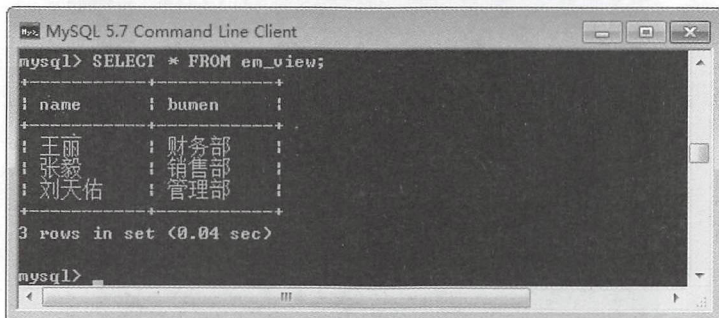 MySQL 5.7 Command Line Client
mysql> SELECT * FROM em_view;
+-----------+-----------+
| name | bumen |
+-----------+-----------+
| 王丽 | 财务部 |
| 张毅 | 销售部 |
| 刘天佑 | 管理部 |
+-----------+-----------+
3 rows in set (0.04 sec)
mysql>